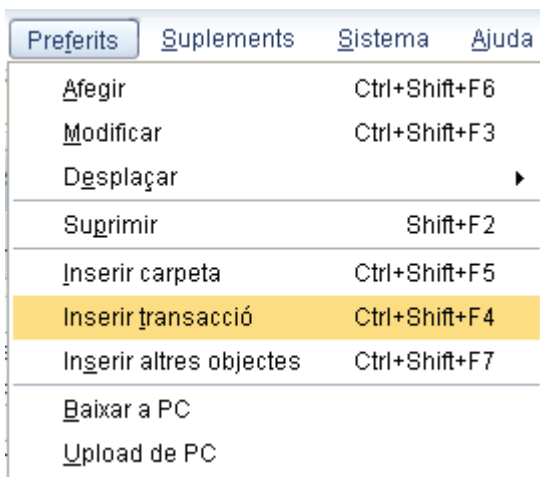 Preferits Suplements Sistema Ajuda
Afegir Ctrl+Shift+F6
Modificar Ctrl+Shift+F3
Desplaçar
Suprimir Shift+F2
Inserir carpeta Ctrl+Shift+F5
Inserir transacció Ctrl+Shift+F4
Inserir altres objectes Ctrl+Shift+F7
Baixar a PC
Upload de PC